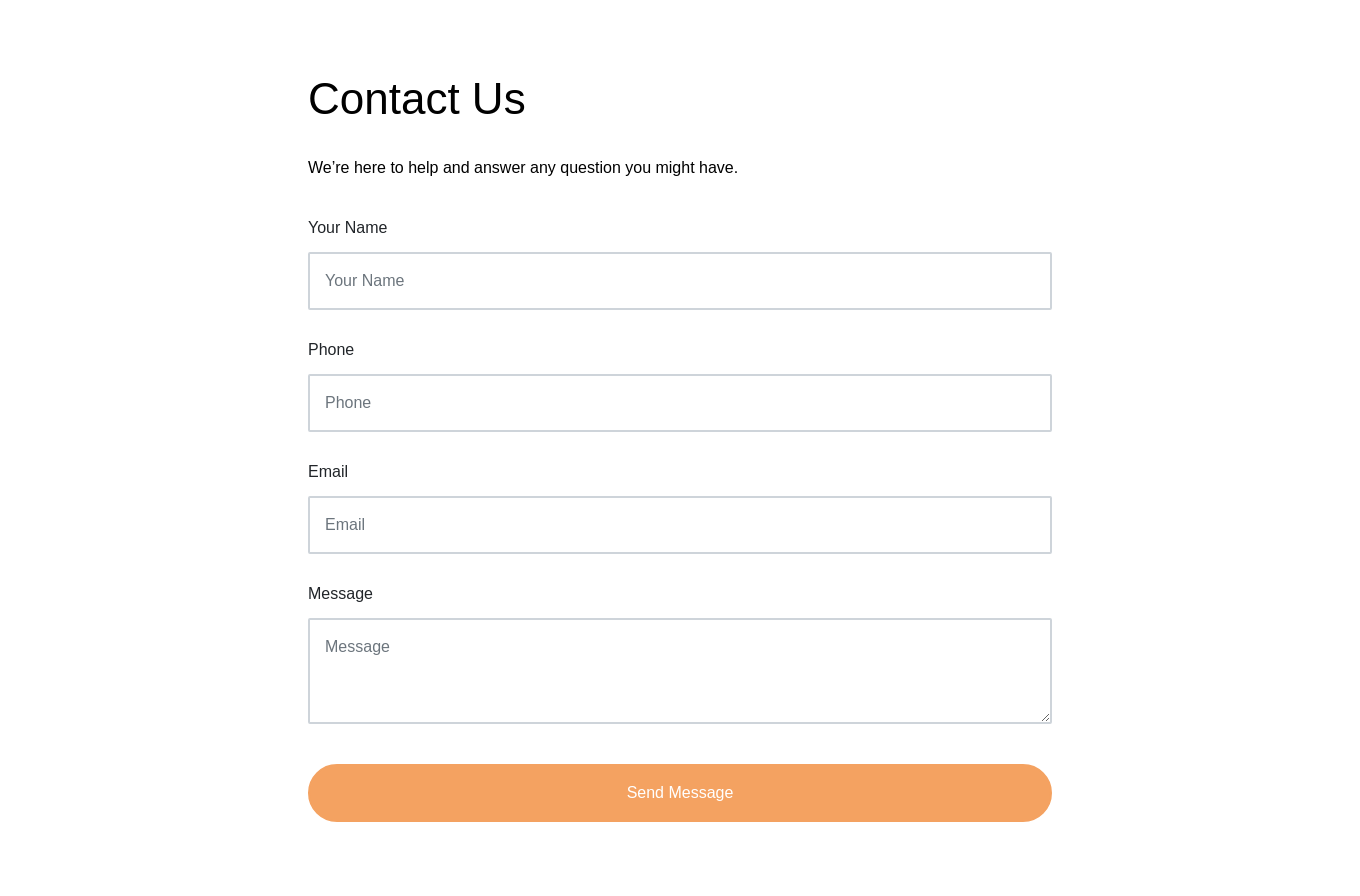 Contact Us
We’re here to help and answer any question you might have.
Your Name
Your Name
Phone
Phone
Email
Email
Message
Message
Send Message